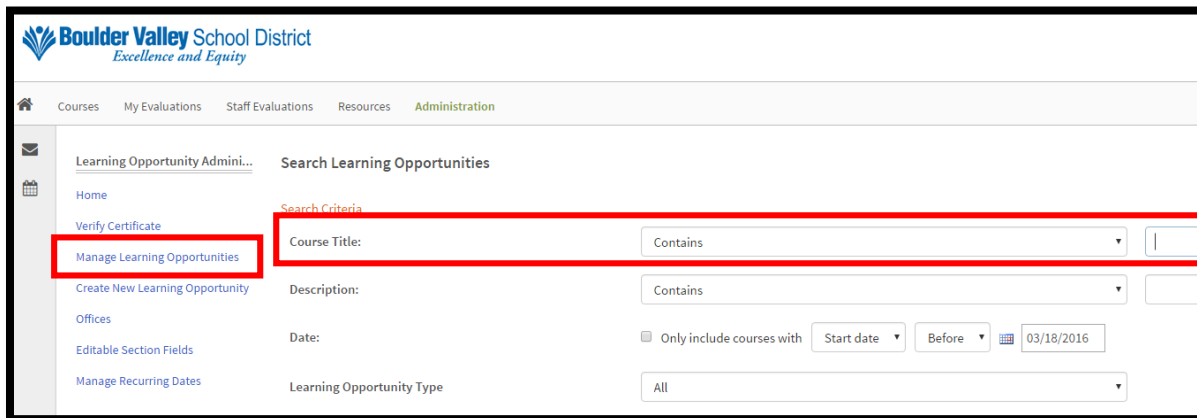 Boulder Valley School District
Excellence and Equity
Courses My Evaluations Staff Evaluations Resources Administration
Learning Opportunity Admini...
Home
Verify Certificate
Manage Learning Opportunities
Create New Learning Opportunity
Offices
Editable Section Fields
Manage Recurring Dates
Search Learning Opportunities
Search Criteria
Course Title: Contains
Description: Contains
Date: Only include courses with Start date Before 03/18/2016
Learning Opportunity Type All